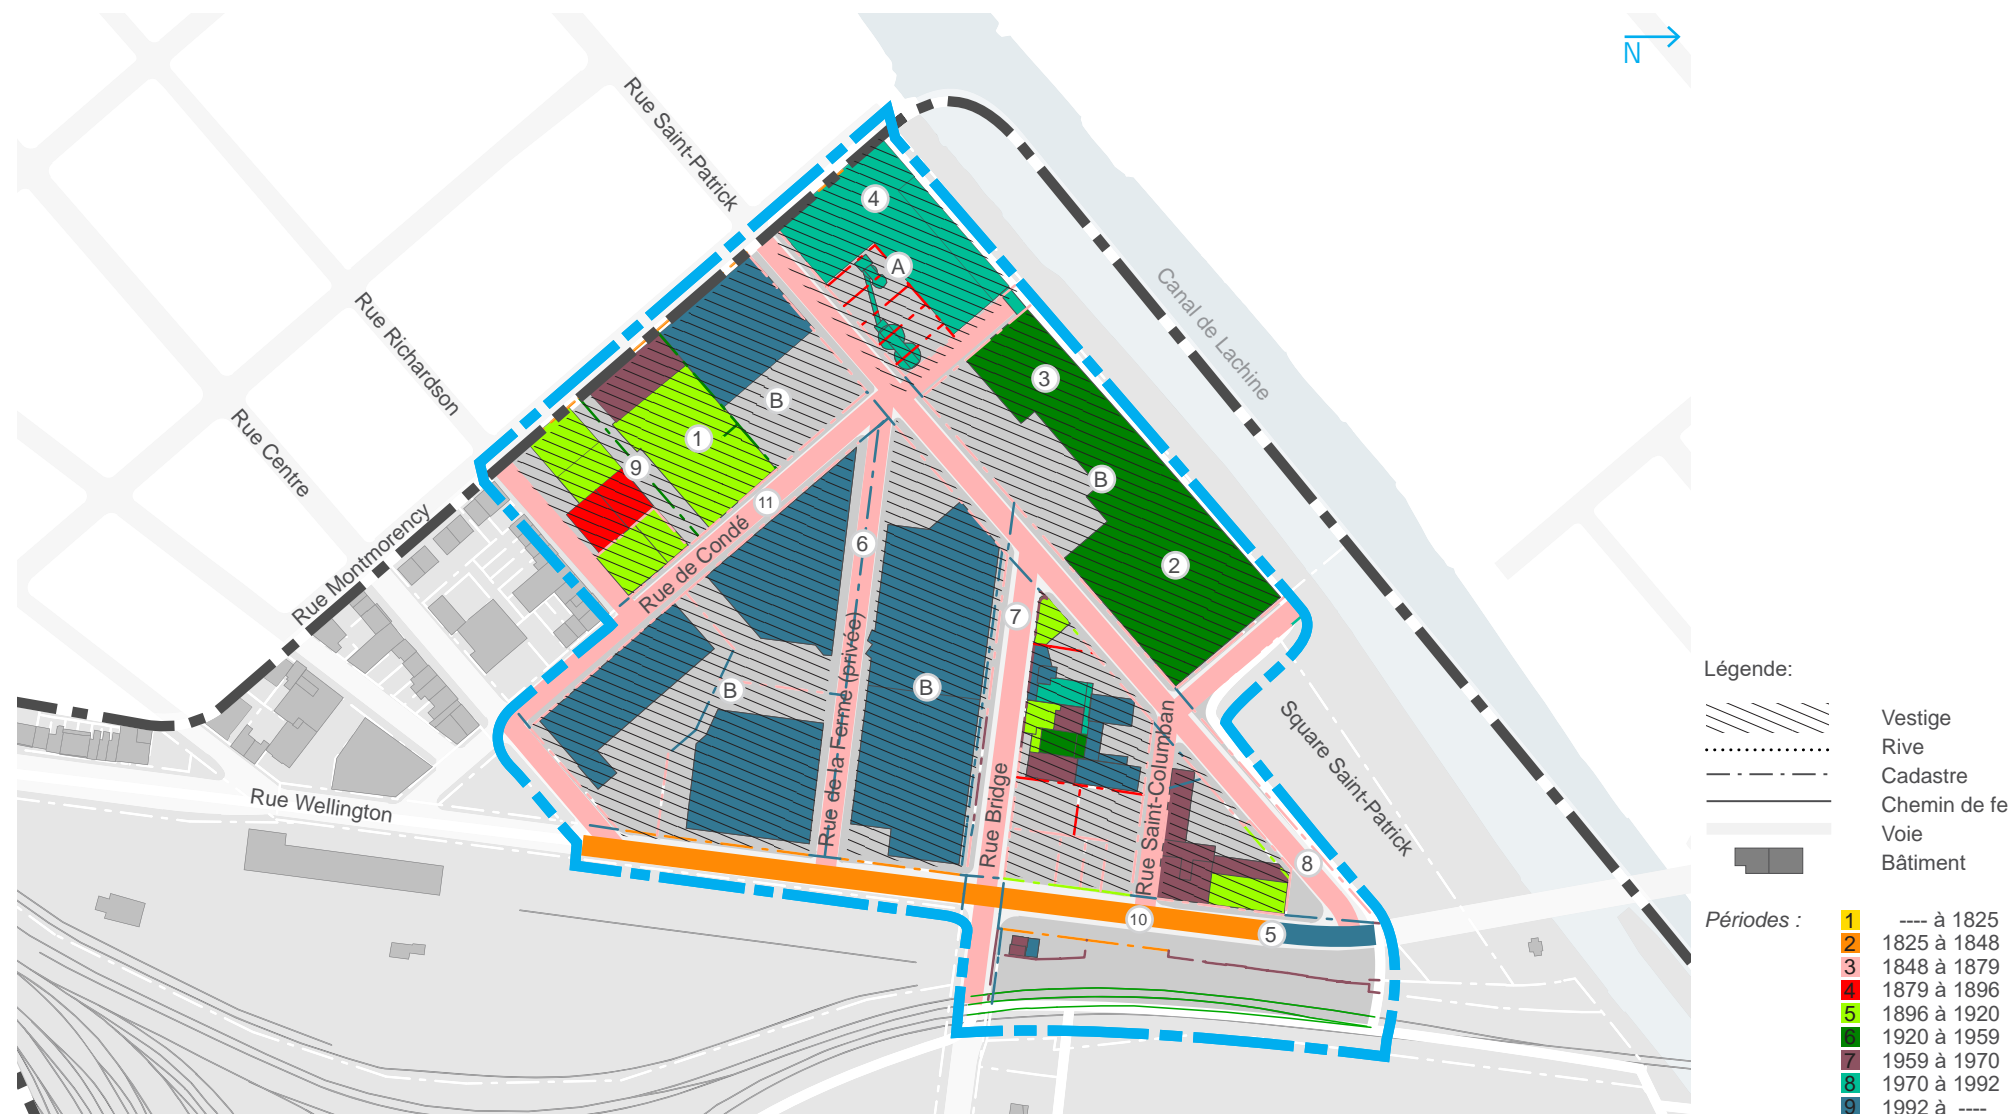 N
Rue Saint-Patrick
4
A
Canal de Lachine
Rue Richardson
3
B
Rue Centre
1
9
B
11
2
Rue Montmorency
Rue de Condé
6
7
B
B
Rue de la Ferme (privée)
Rue Saint-Columban
Square Saint-Patrick
Rue Wellington
Rue Bridge
8
10
5
Légende:
Vestige
Rive
Cadastre
Chemin de fe
Voie
Bâtiment
Périodes :
1 ---- à 1825
2 1825 à 1848
3 1848 à 1879
4 1879 à 1896
5 1896 à 1920
6 1920 à 1959
7 1959 à 1970
8 1970 à 1992
9 1992 à ----